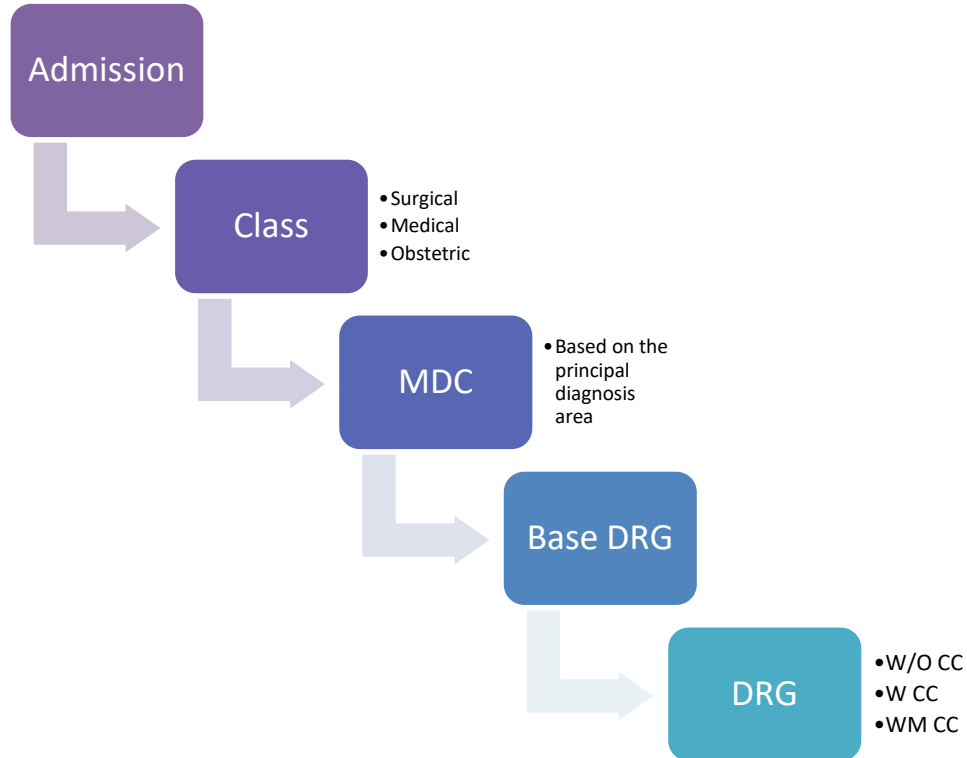 Admission
Class
•Surgical
•Medical
•Obstetric
MDC
•Based on the
principal
diagnosis
area
Base DRG
DRG
•W/O CC
•W CC
•WM CC